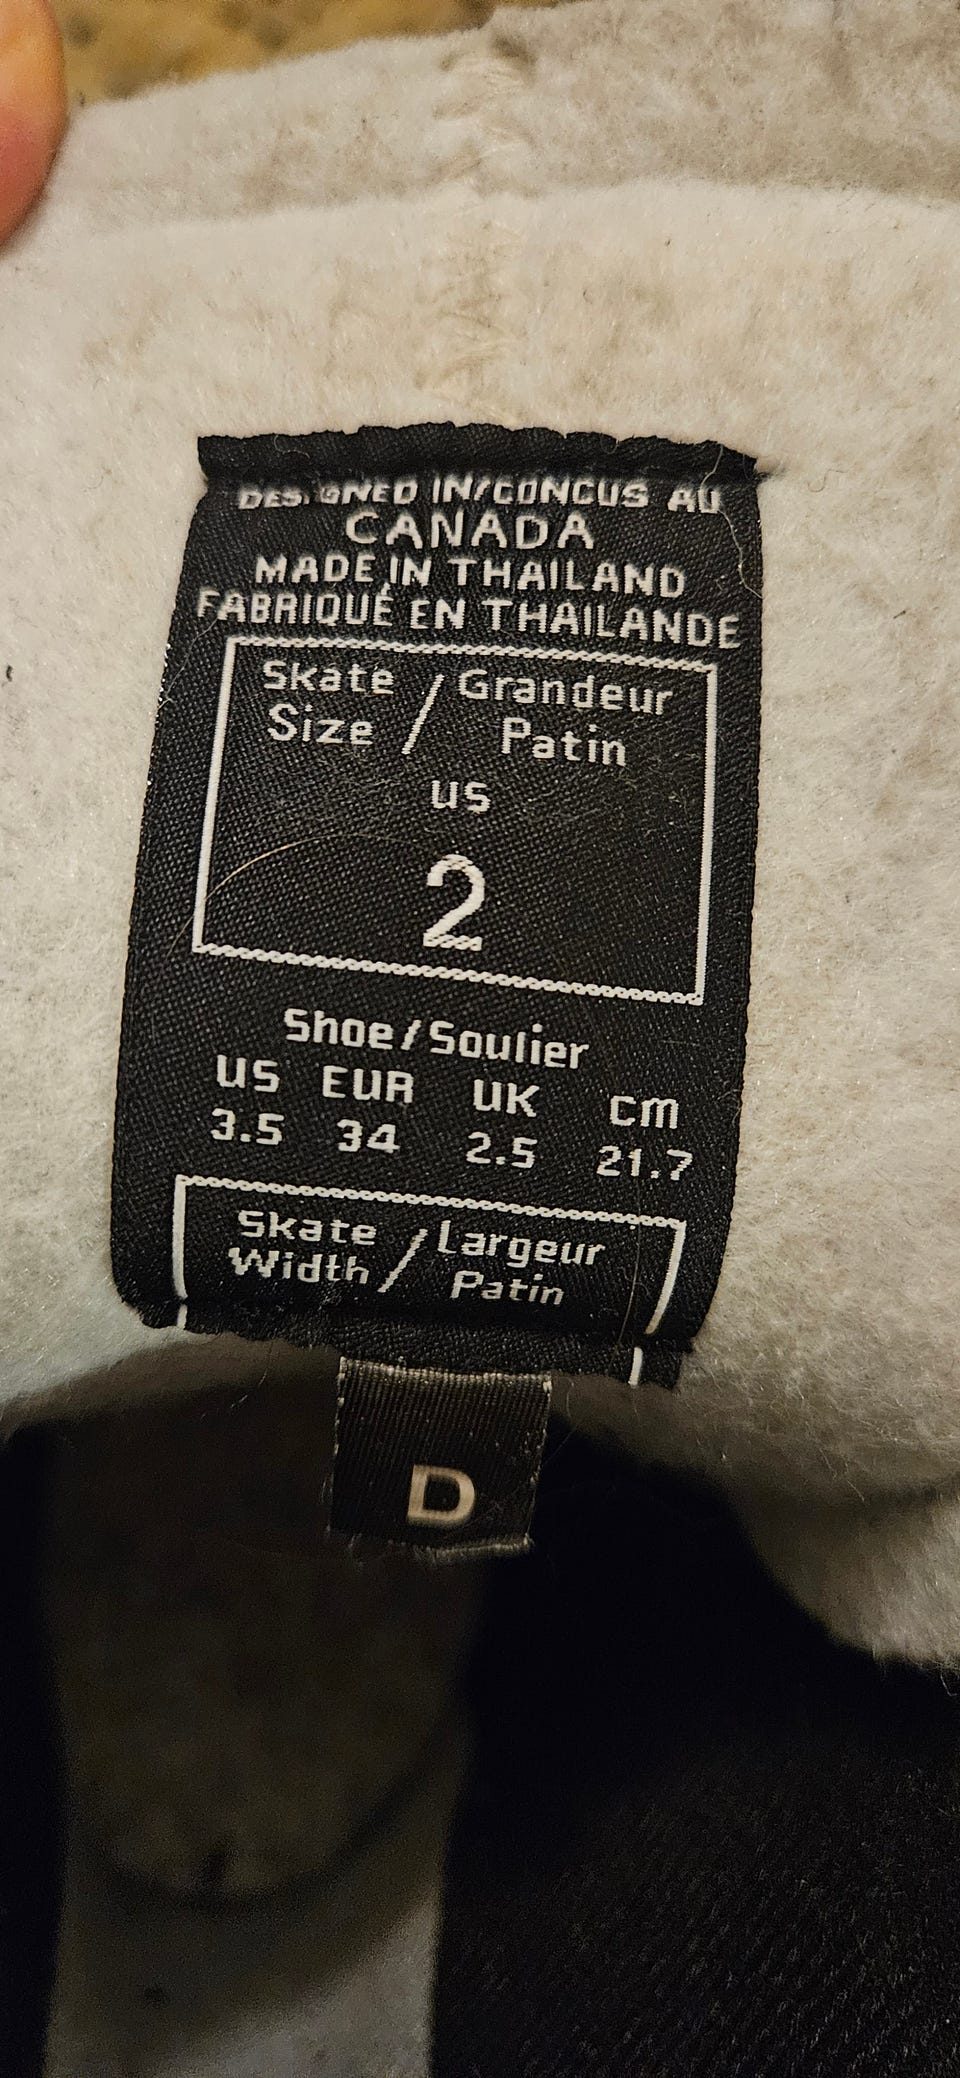 DESIGNED IN/CONCUS AU
CANADA
MADE IN THAILAND
FABRIQUÉ EN THAILANDE
Skate Size / Grandeur Patin
US
2
Shoe/Soulier
US EUR UK cm
3.5 34 2.5 21.7
Skate Width / Largeur Patin
D